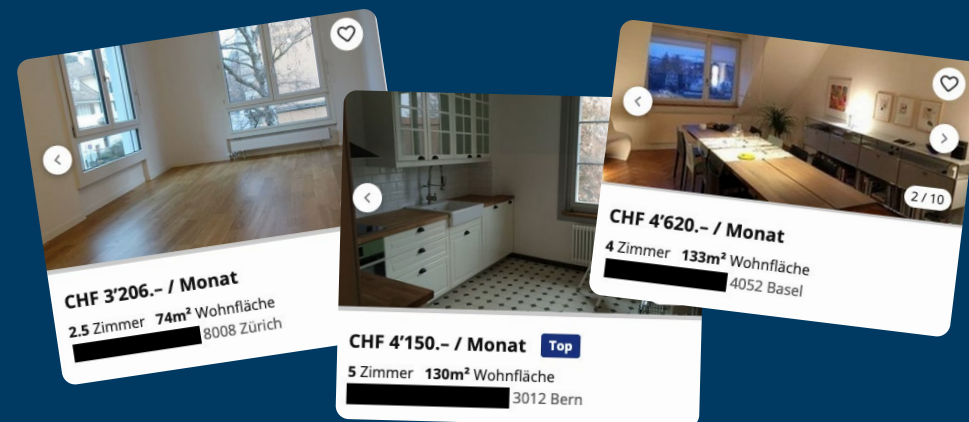 CHF 3'206.– / Monat
2.5 Zimmer 74m² Wohnfläche
8008 Zürich
CHF 4'150.– / Monat Top
5 Zimmer 130m² Wohnfläche
3012 Bern
2 / 10
CHF 4'620.– / Monat
4 Zimmer 133m² Wohnfläche
4052 Basel